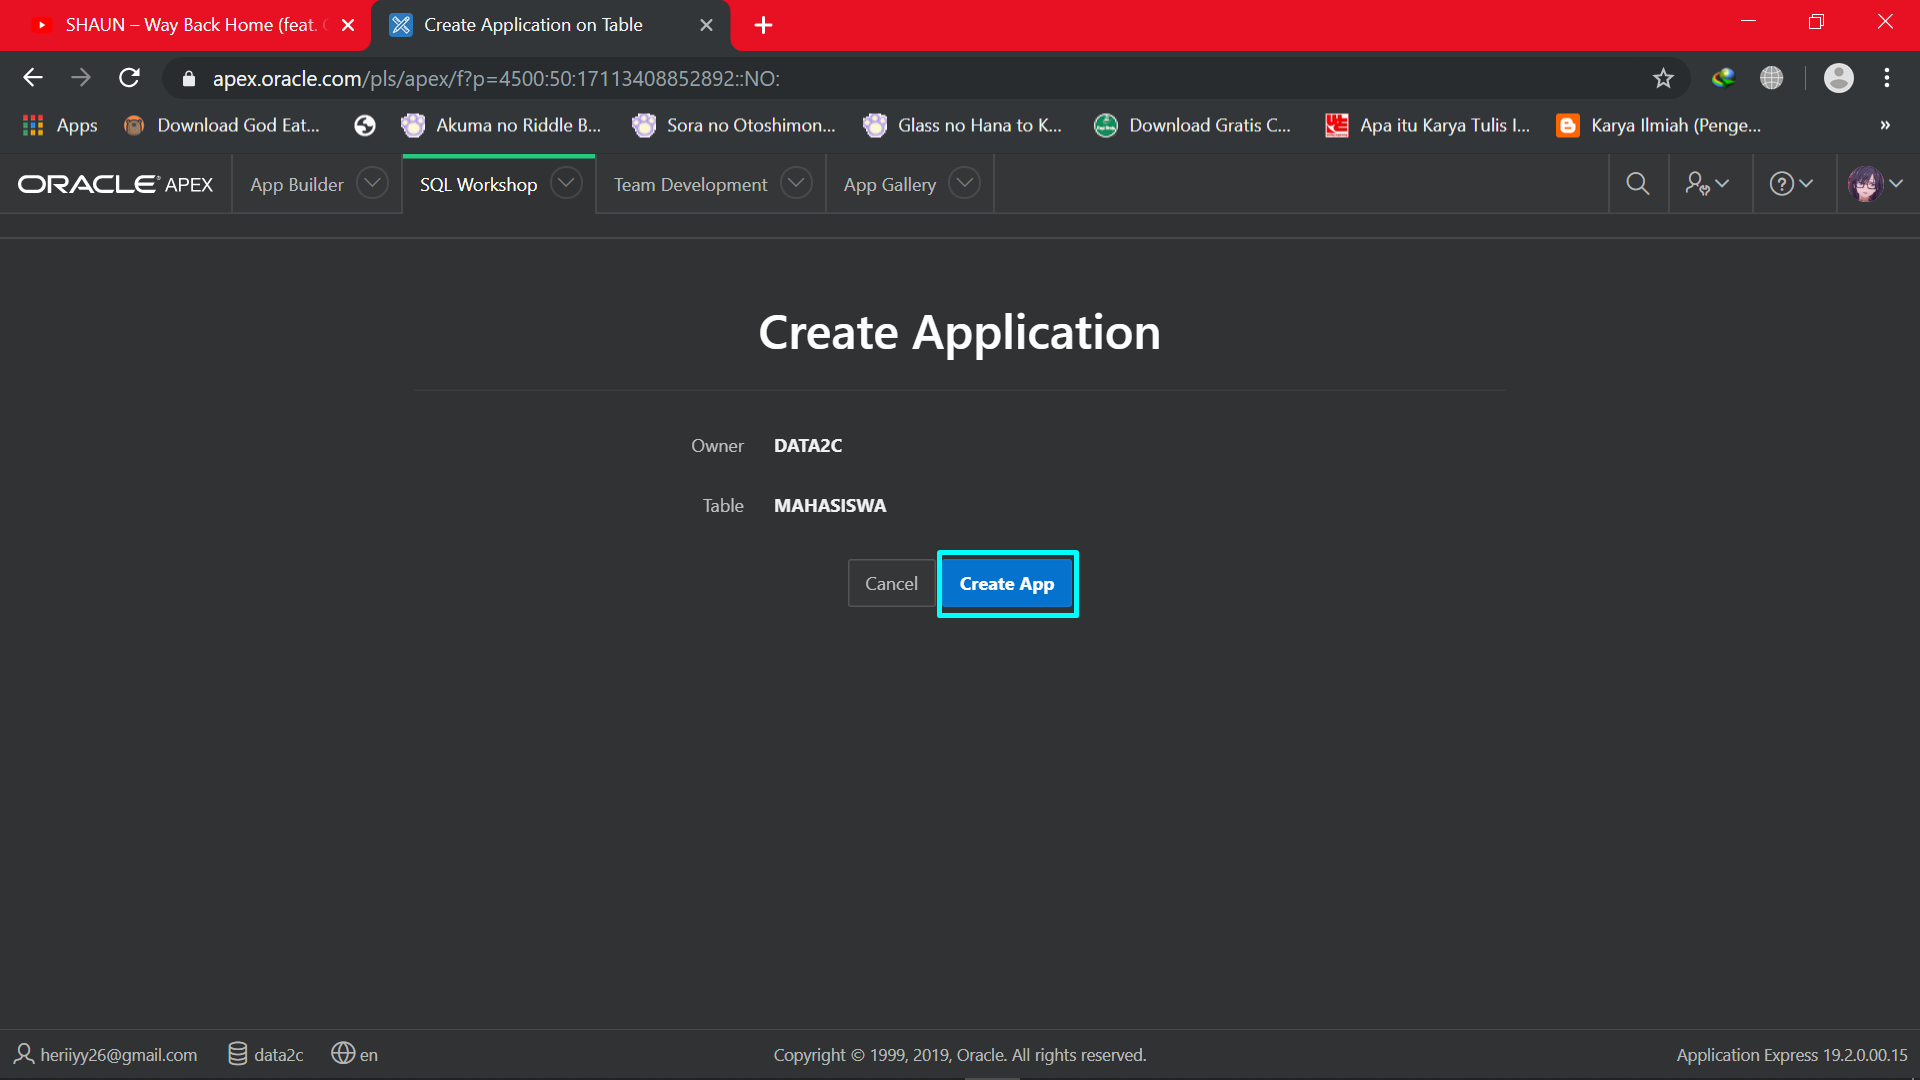 SHAUN – Way Back Home (feat.
Create Application on Table
apex.oracle.com/pls/apex/f?p=4500:50:17113408852892::NO:
Apps
Download God Eat...
Akuma no Riddle B...
Sora no Otoshimon...
Glass no Hana to K...
Download Gratis C...
Apa itu Karya Tulis I...
Karya Ilmiah (Penge...
»
ORACLE APEX
App Builder
SQL Workshop
Team Development
App Gallery
Create Application
Owner DATA2C
Table MAHASISWA
Cancel
Create App
heriiyy26@gmail.com
data2c
en
Copyright © 1999, 2019, Oracle. All rights reserved.
Application Express 19.2.0.00.15